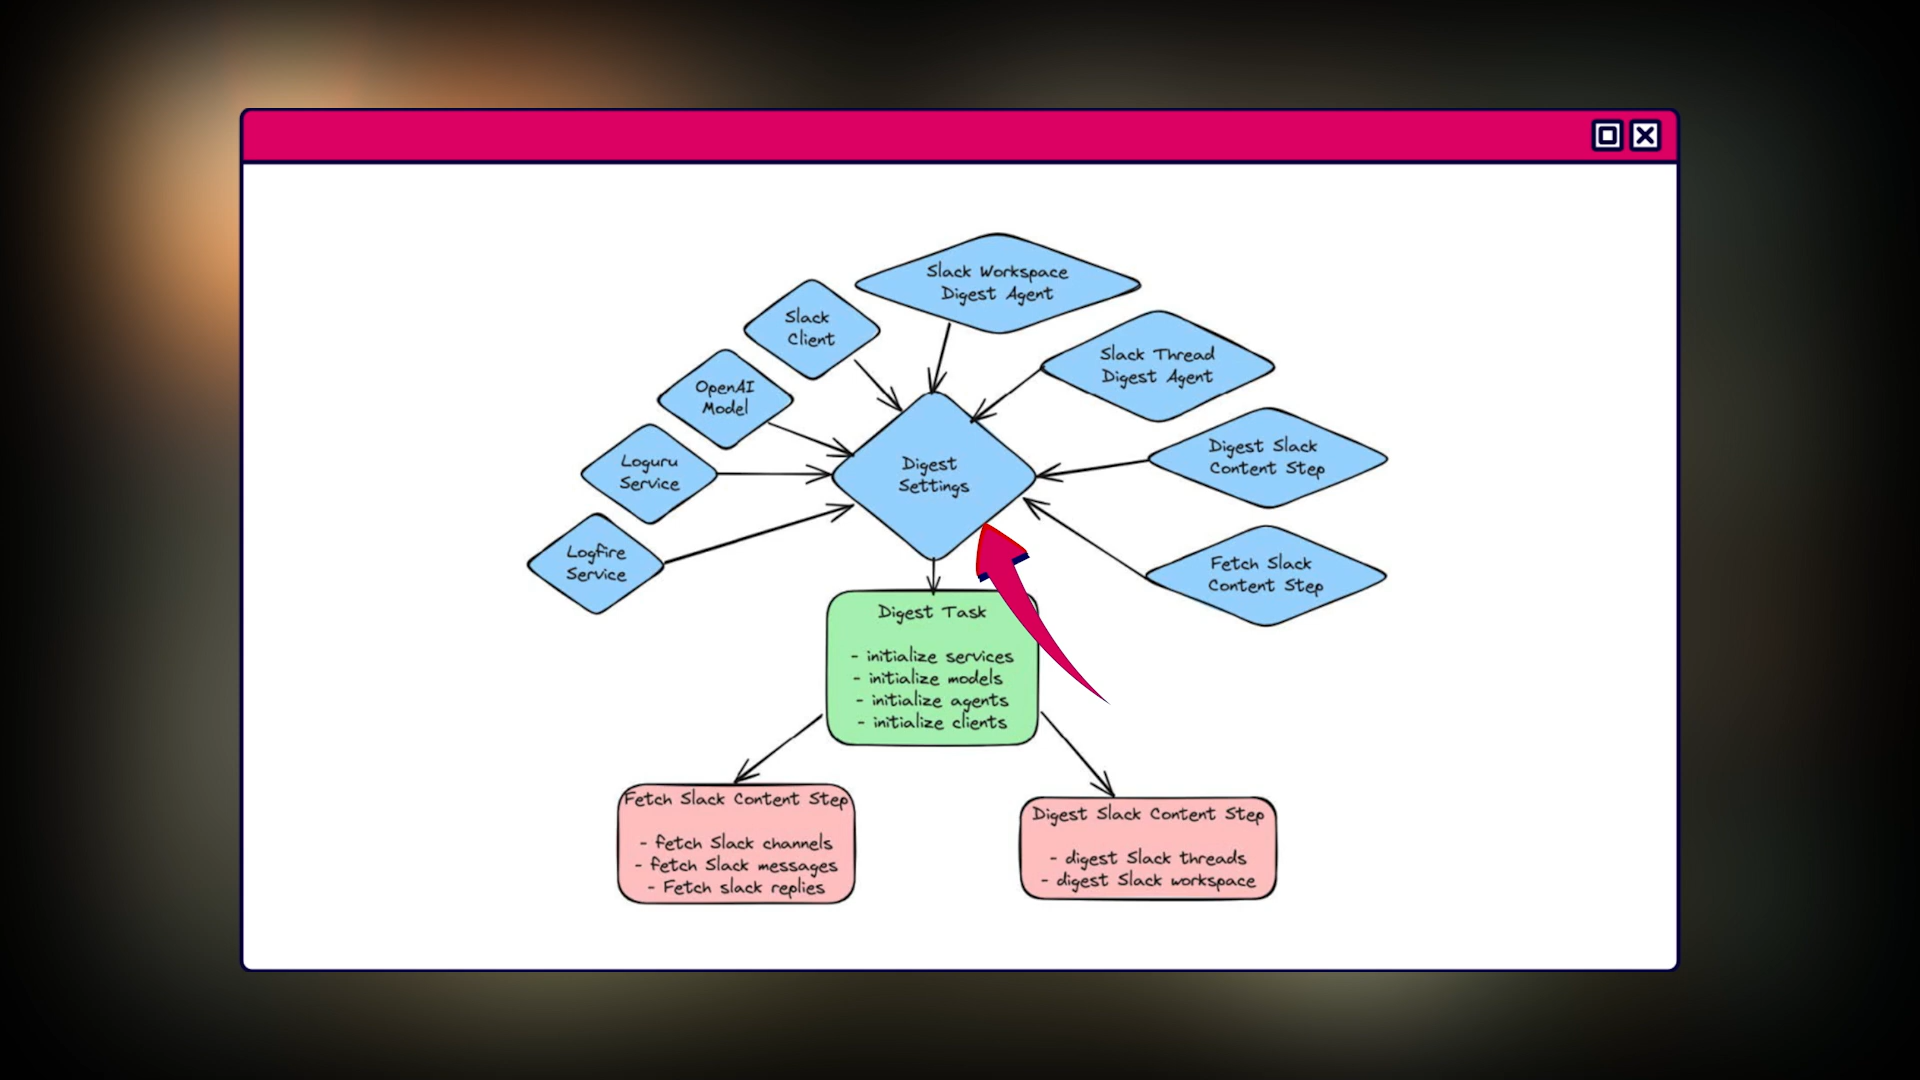 Slack Workspace
Digest Agent
Slack
Client
Slack Thread
Digest Agent
OpenAI
Model
Digest Slack
Content Step
Loguru
Service
Digest
Settings
Logfire
Service
Fetch Slack
Content Step
Digest Task
- initialize services
- initialize models
- initialize agents
- initialize clients
Fetch Slack Content Step
- fetch Slack channels
- fetch Slack messages
- Fetch slack replies
Digest Slack Content Step
- digest Slack threads
- digest Slack workspace